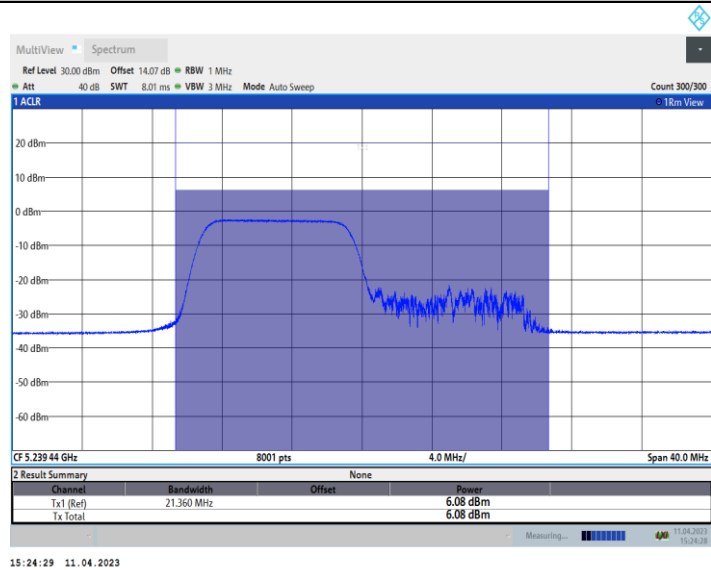 MultiView Spectrum
Ref Level 30.00 dBm Offset 14.07 dB RBW 1 MHz
Att 40 dB SWT 8.01 ms VBW 3 MHz Mode Auto Sweep Count 300/300
1 ACLR 1Rm View
20 dBm
10 dBm
0 dBm
-10 dBm
-20 dBm
-30 dBm
-40 dBm
-50 dBm
-60 dBm
CF 5.239 44 GHz 8001 pts 4.0 MHz/ Span 40.0 MHz
2 Result Summary None
Channel Bandwidth Offset Power
Tx1 (Ref) 21.360 MHz 6.08 dBm
Tx Total 6.08 dBm
Measuring... 11.04.2023
15:24:28
15:24:29 11.04.2023